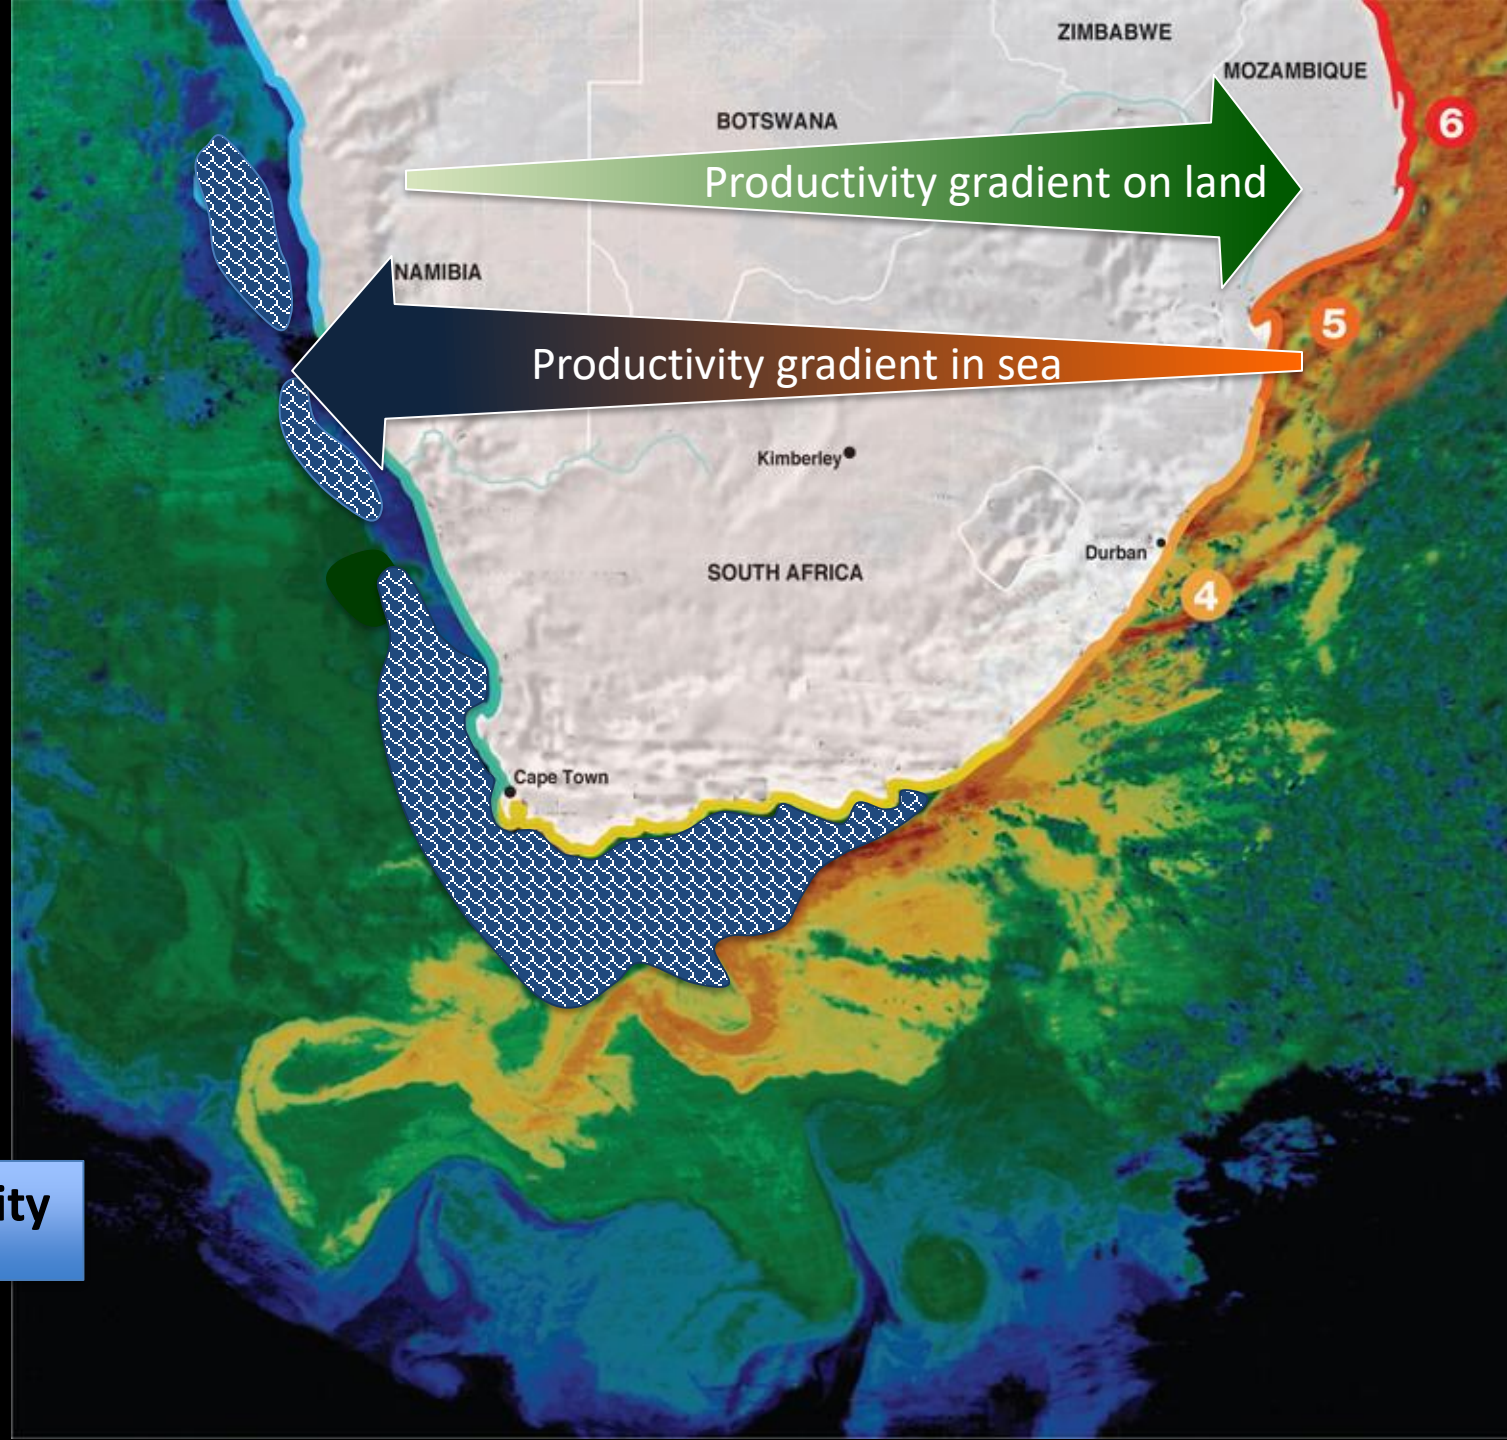 ZIMBABWE
MOZAMBIQUE
BOTSWANA
6
Productivity gradient on land
NAMIBIA
5
Productivity gradient in sea
Kimberley
Durban
SOUTH AFRICA
4
Cape Town
ity